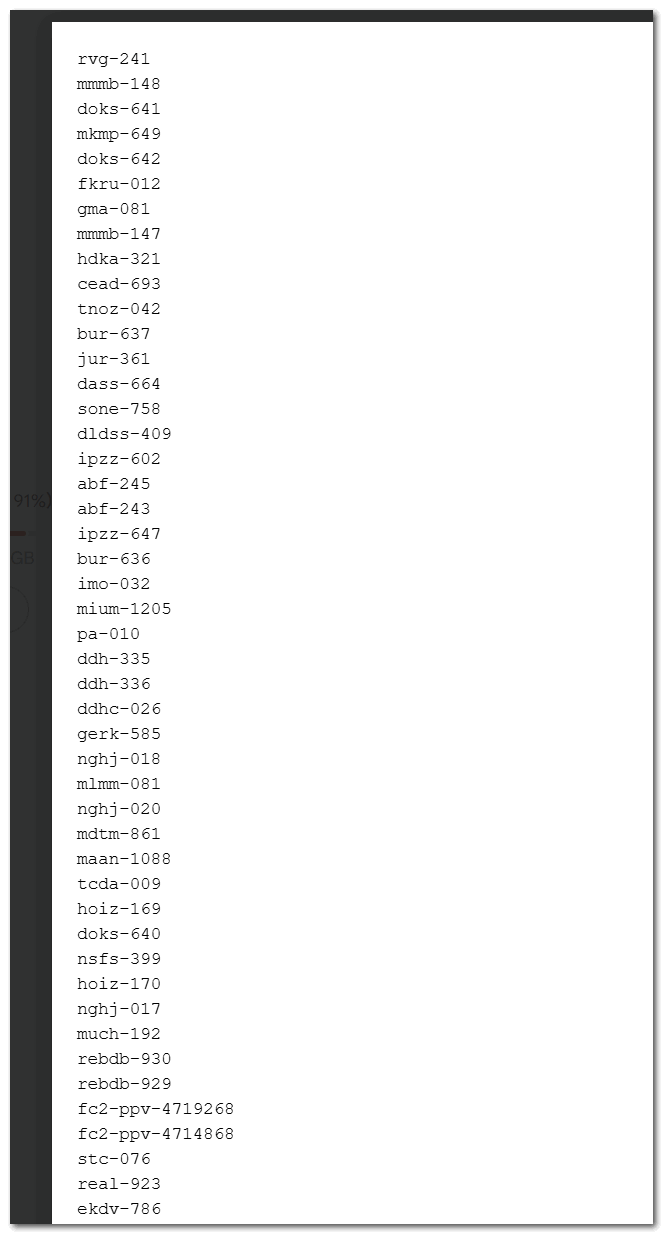 rvg-241
mmmb-148
doks-641
mkmp-649
doks-642
fkru-012
gma-081
mmmb-147
hdka-321
cead-693
tnoz-042
bur-637
jur-361
dass-664
sone-758
dldss-409
ipzz-602
abf-245
91%)
abf-243
ipzz-647
bur-636
GB
imo-032
mium-1205
pa-010
ddh-335
ddh-336
ddhc-026
gerk-585
nghj-018
mlmm-081
nghj-020
mdtm-861
maan-1088
tcda-009
hoiz-169
doks-640
nsfs-399
hoiz-170
nghj-017
much-192
rebdb-930
rebdb-929
fc2-ppv-4719268
fc2-ppv-4714868
stc-076
real-923
ekdv-786